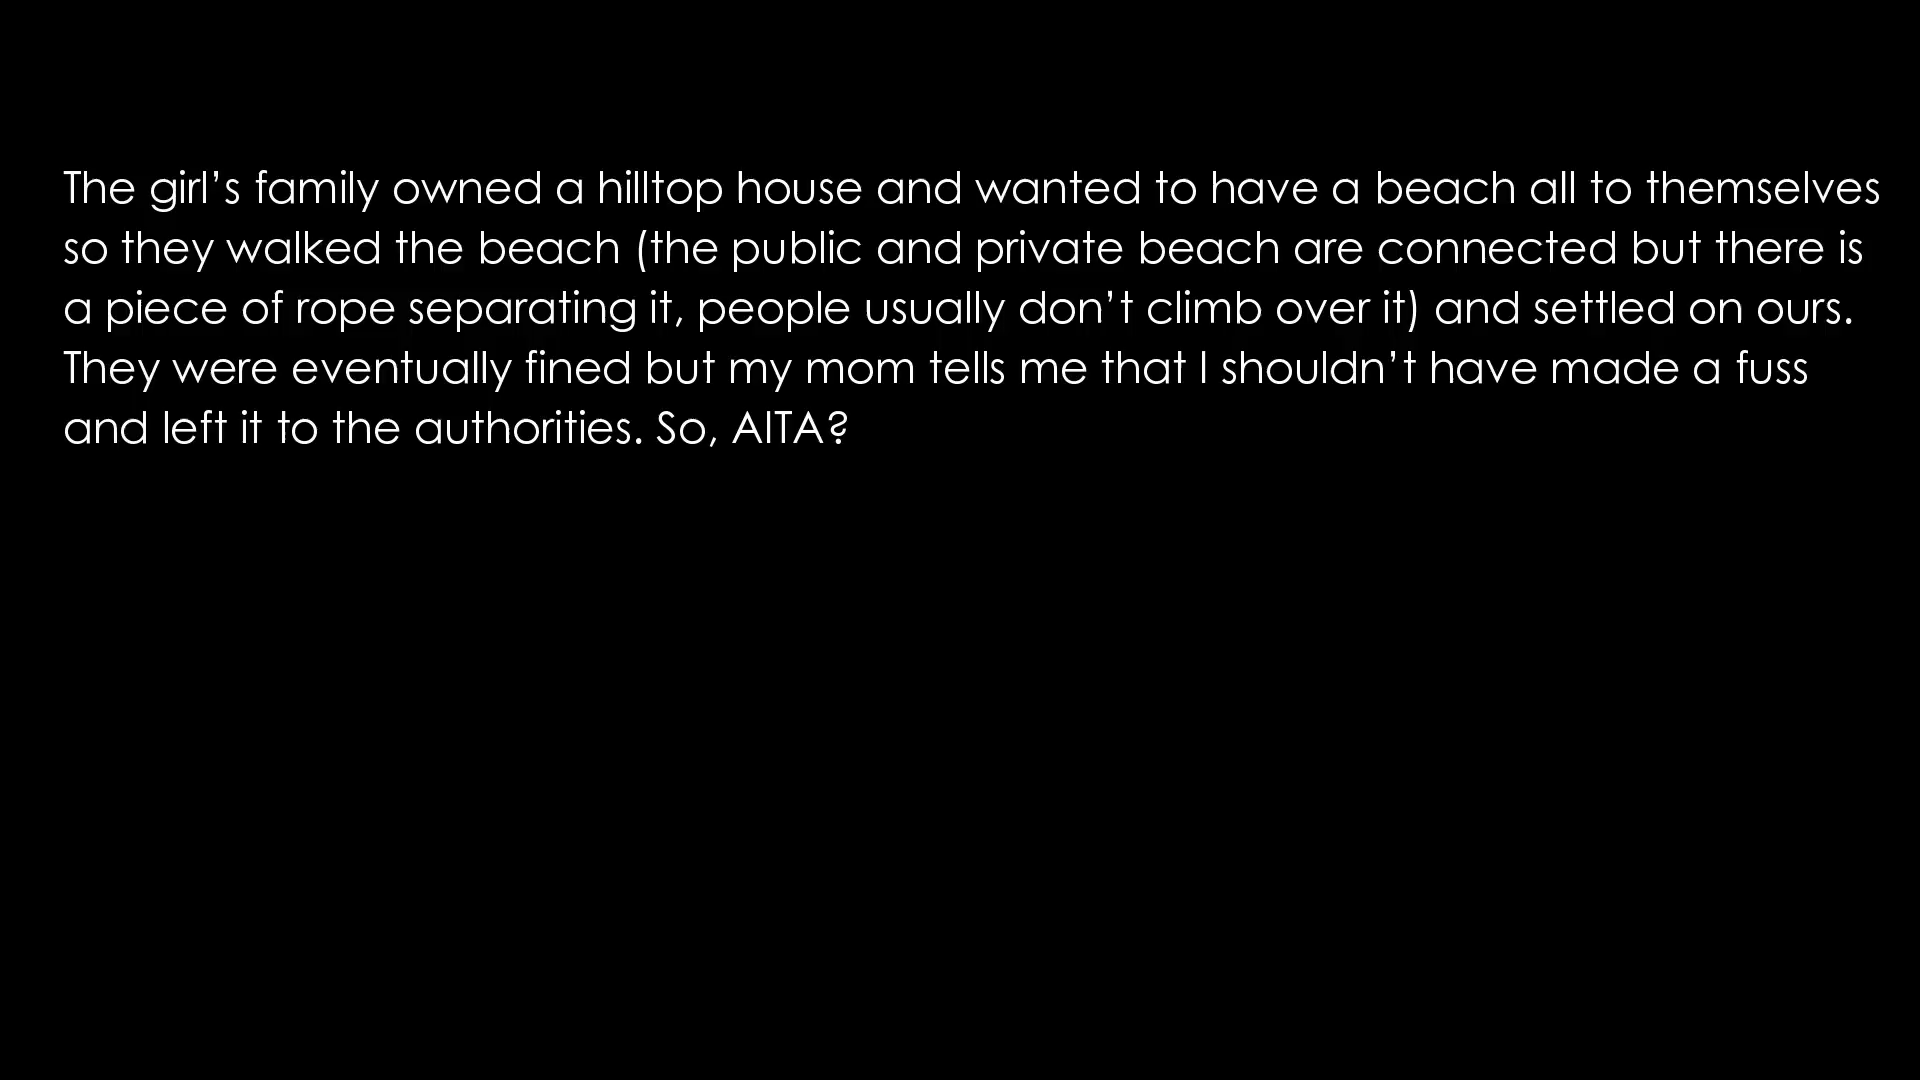 The girl’s family owned a hilltop house and wanted to have a beach all to themselves
so they walked the beach (the public and private beach are connected but there is
a piece of rope separating it, people usually don’t climb over it) and settled on ours.
They were eventually fined but my mom tells me that I shouldn’t have made a fuss
and left it to the authorities. So, AITA?